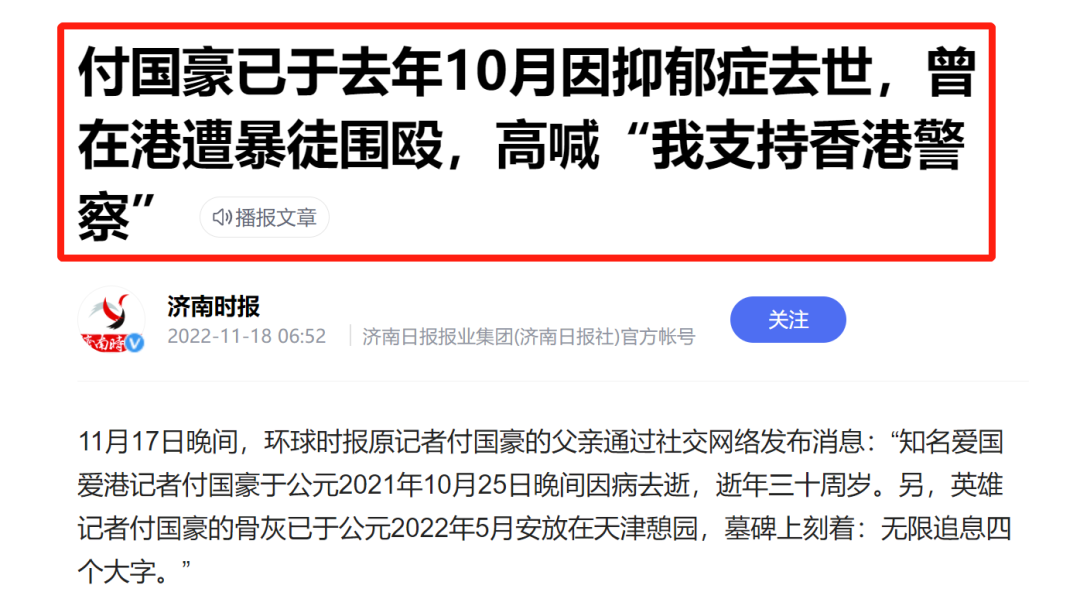 付国豪已于去年10月因抑郁症去世，曾
在港遭暴徒围殴，高喊“我支持香港警
察”
播报文章
济南时报
2022-11-18 06:52
济南日报报业集团(济南日报社)官方帐号
关注
11月17日晚间，环球时报原记者付国豪的父亲通过社交网络发布消息：“知名爱国
爱港记者付国豪于公元2021年10月25日晚间因病去逝，逝年三十周岁。另，英雄
记者付国豪的骨灰已于公元2022年5月安放在天津憩园，墓碑上刻着：无限追息四
个大字。”